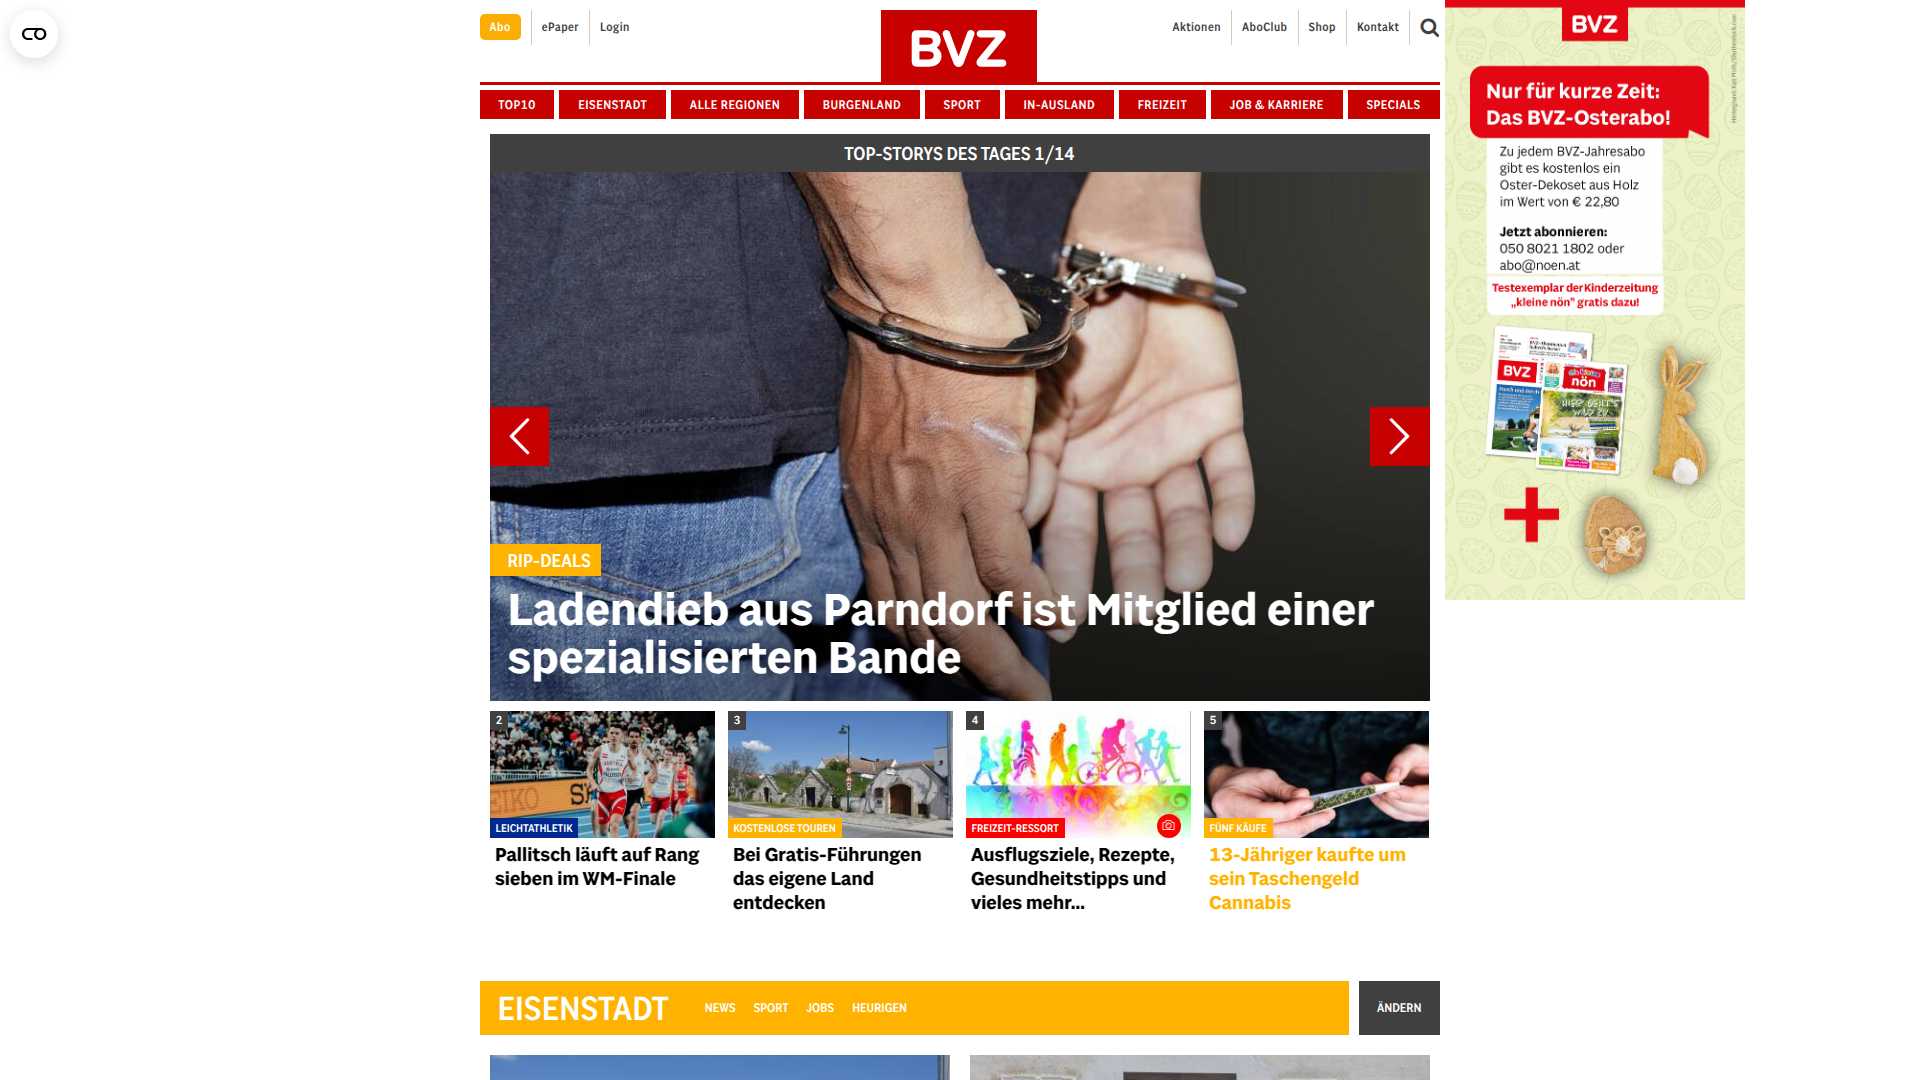 Abo
ePaper
Login
BVZ
Aktionen
AboClub
Shop
Kontakt
TOP10
EISENSTADT
ALLE REGIONEN
BURGENLAND
SPORT
IN-AUSLAND
FREIZEIT
JOB & KARRIERE
SPECIALS
TOP-STORYS DES TAGES 1/14
RIP-DEALS
Ladendieb aus Parndorf ist Mitglied einer
spezialisierten Bande
2
LEICHTATHLETIK
Pallitsch läuft auf Rang
sieben im WM-Finale
3
KOSTENLOSE TOUREN
Bei Gratis-Führungen
das eigene Land
entdecken
4
FREIZEIT-RESSORT
Ausflugsziele, Rezepte,
Gesundheitstipps und
vieles mehr...
5
FÜNF KÄUFE
13-Jähriger kaufte um
sein Taschengeld
Cannabis
EISENSTADT
NEWS
SPORT
JOBS
HEURIGEN
ÄNDERN
BVZ
Nur für kurze Zeit:
Das BVZ-Osterabo!
Zu jedem BVZ-Jahresabo
gibt es kostenlos ein
Oster-Dekoset aus Holz
im Wert von € 22,80
Jetzt abonnieren:
050 8021 1802 oder
abo@noen.at
Testexemplar der Kinderzeitung
„kleine nön" gratis dazu!
BVZ
nön
+